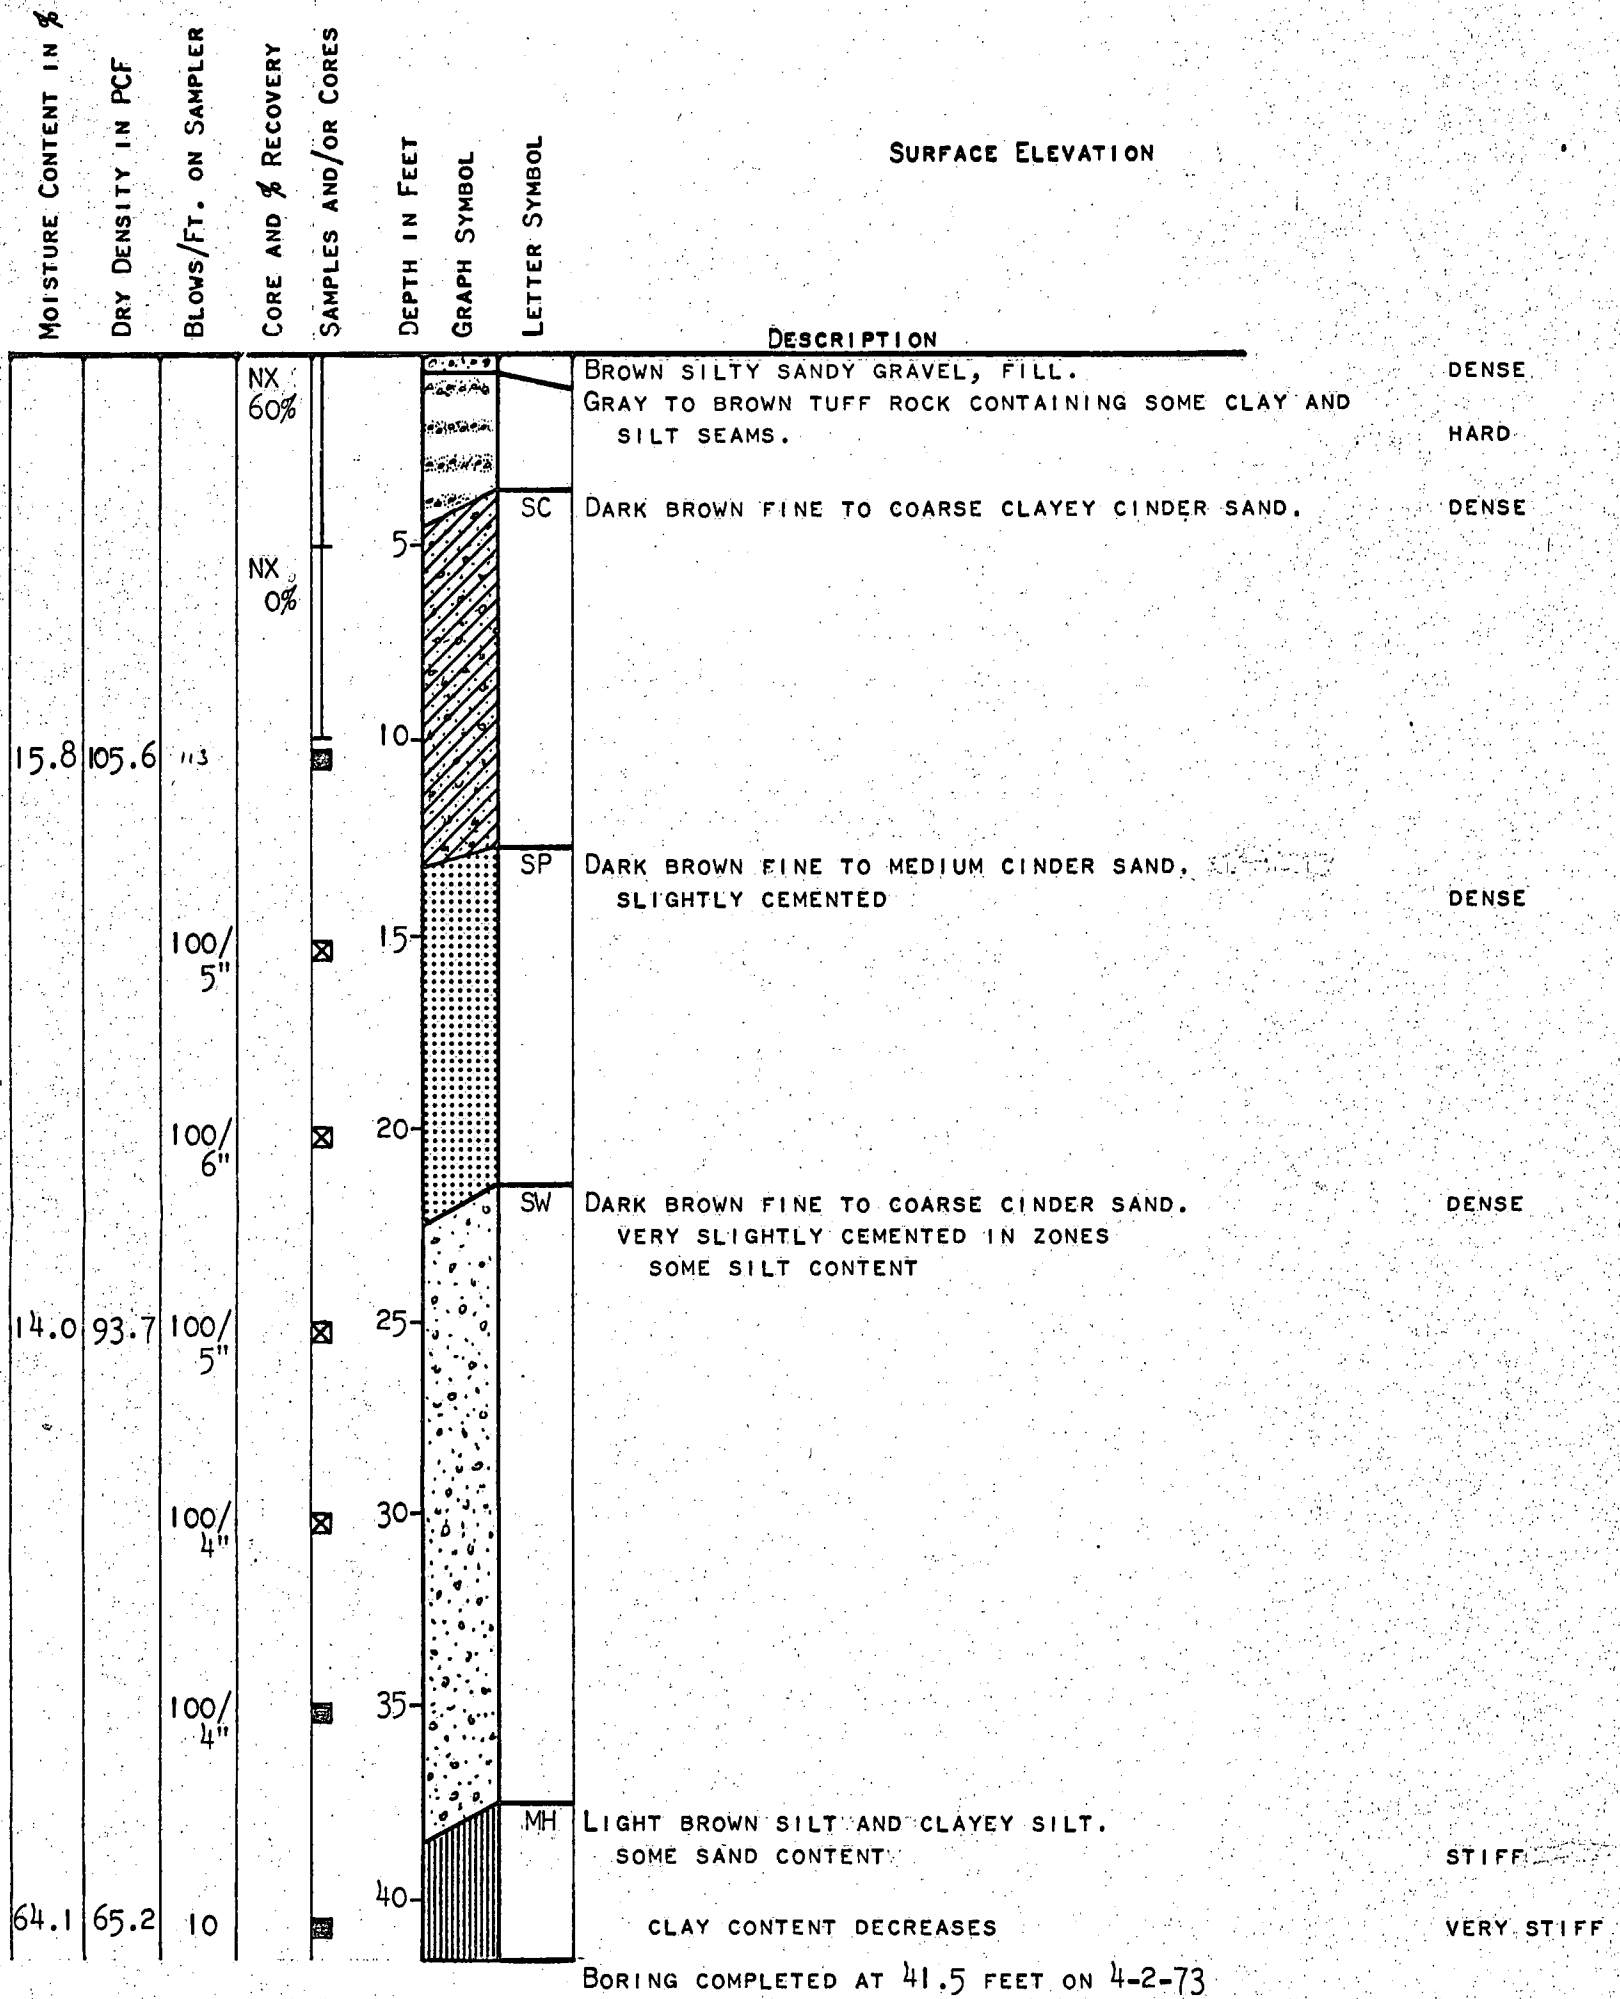 MOISTURE CONTENT IN %
DRY DENSITY IN PCF
BLOWS/FT. ON SAMPLER
CORE AND % RECOVERY
SAMPLES AND/OR CORES
DEPTH IN FEET
GRAPH SYMBOL
LETTER SYMBOL
SURFACE ELEVATION
DESCRIPTION
NX
60%
BROWN SILTY SANDY GRAVEL, FILL. DENSE
GRAY TO BROWN TUFF ROCK CONTAINING SOME CLAY AND
SILT SEAMS. HARD
SC DARK BROWN FINE TO COARSE CLAYEY CINDER SAND. DENSE
5
NX
0%
10
15.8 105.6 113
SP DARK BROWN FINE TO MEDIUM CINDER SAND.
SLIGHTLY CEMENTED DENSE
100/
5"
15
100/
6"
20
SW DARK BROWN FINE TO COARSE CINDER SAND. DENSE
VERY SLIGHTLY CEMENTED IN ZONES
SOME SILT CONTENT
14.0 93.7 100/
5"
25
100/
4"
30
100/
4"
35
MH LIGHT BROWN SILT AND CLAYEY SILT.
SOME SAND CONTENT STIFF
40
64.1 65.2 10 CLAY CONTENT DECREASES VERY STIFF
BORING COMPLETED AT 41.5 FEET ON 4-2-73